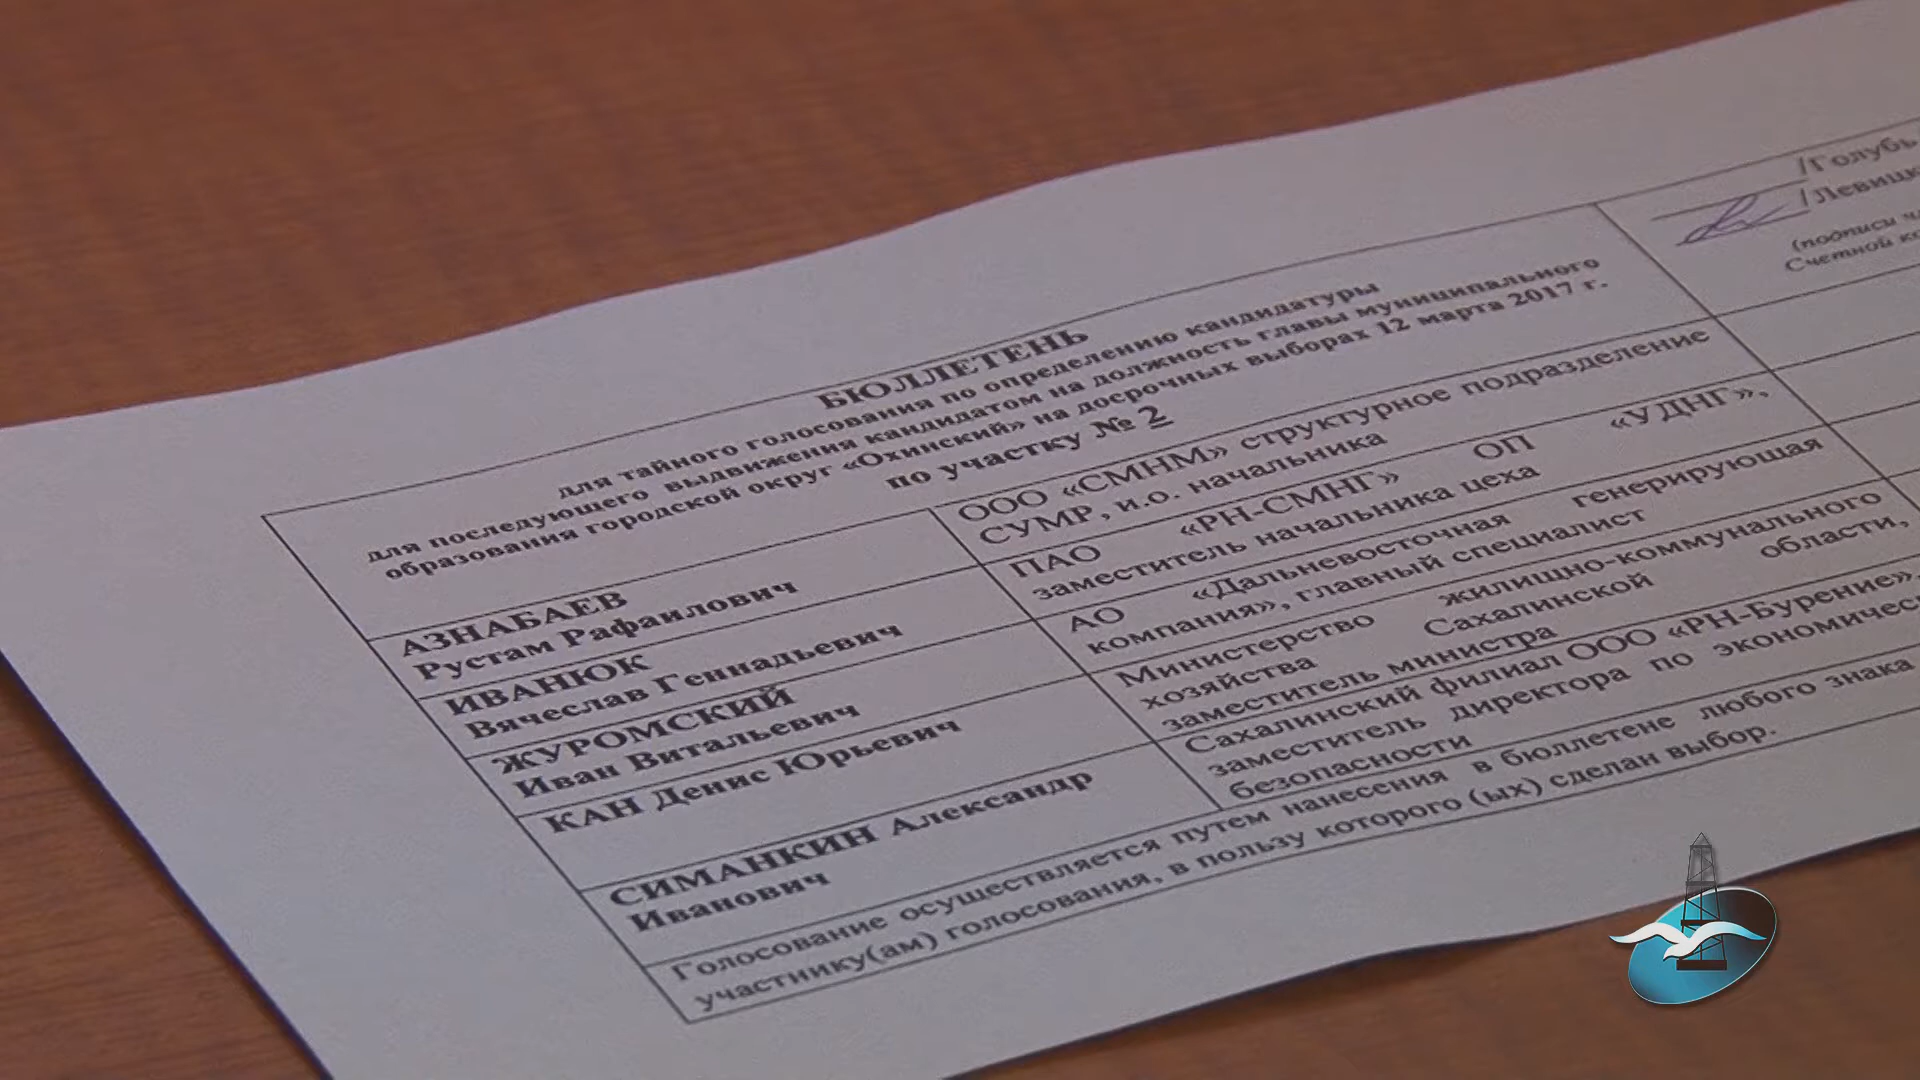 /Голубь
/Левицк
(подписи
Счетной
БЮЛЛЕТЕНЬ
для тайного голосования по определению кандидатуры
для последующего выдвижения кандидатом на должность главы муниципального
образования городской округ «Охинский» на досрочных выборах 12 марта 2017 г.
по участку № 2
АЗНАБАЕВ
Рустам Рафаилович
ООО «СМНМ» структурное подразделение
СУМР, и.о. начальника
ИВАНЮК
Вячеслав Геннадьевич
ПАО «РН-СМНГ» ОП «УДНГ»,
заместитель начальника цеха
ЖУРОМСКИЙ
Иван Витальевич
АО «Дальневосточная генерирующая
компания», главный специалист
КАН Денис Юрьевич
Министерство жилищно-коммунального
хозяйства Сахалинской области,
заместитель министра
СИМАНКИН Александр
Иванович
Сахалинский филиал ООО «РН-Бурение»,
заместитель директора по экономичес
безопасности
Голосование осуществляется путем нанесения в бюллетене любого знака
участнику(ам) голосования, в пользу которого (ых) сделан выбор.